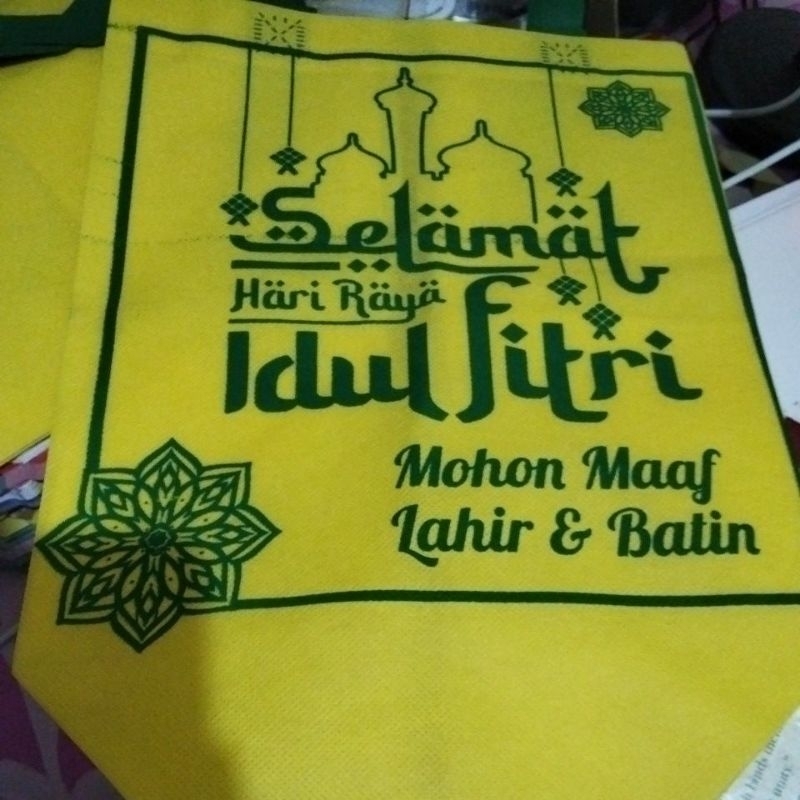 Selamat
Hari Raya
Idul Fitri
Mohon Maaf
Lahir & Batin